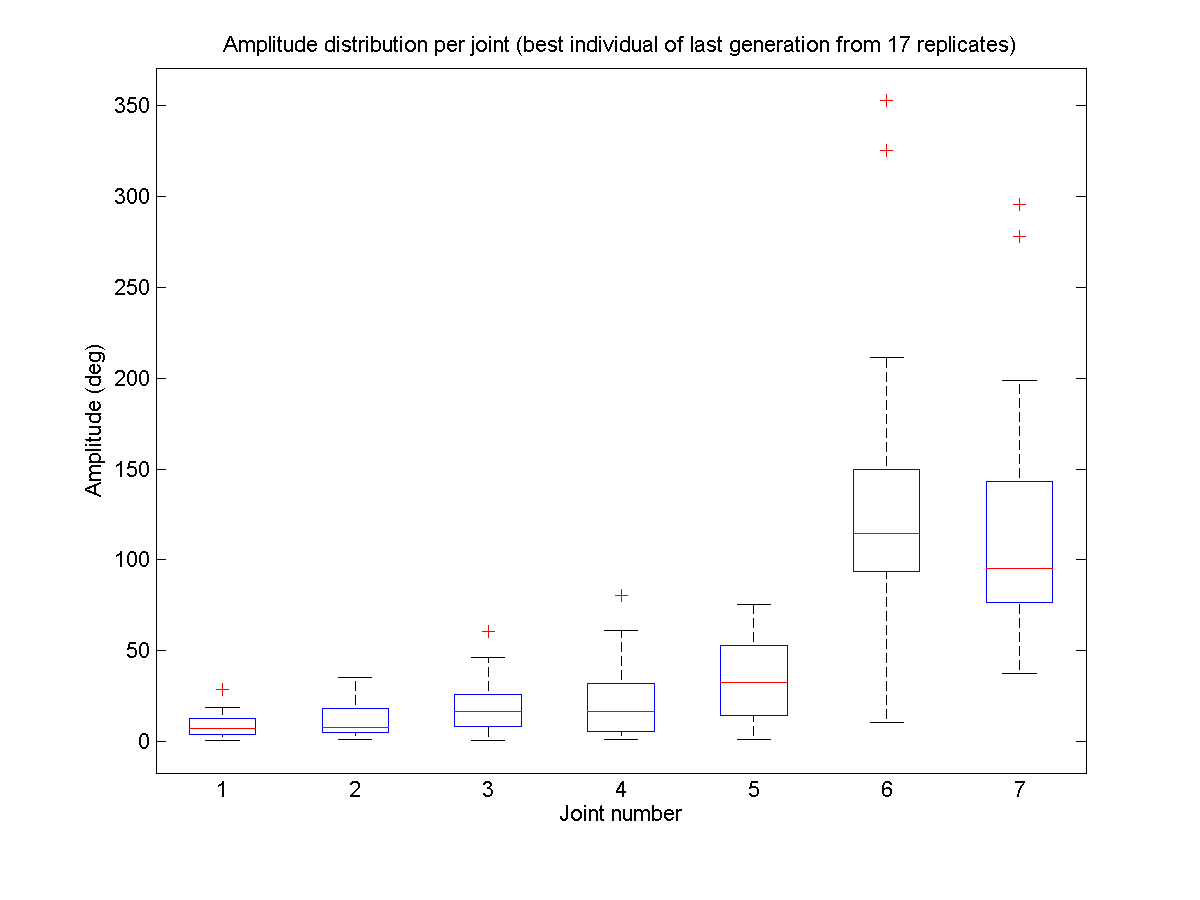 Amplitude distribution per joint (best individual of last generation from 17 replicates)
350
300
250
200
150
100
50
0
Amplitude (deg)
1 2 3 4 5 6 7
Joint number